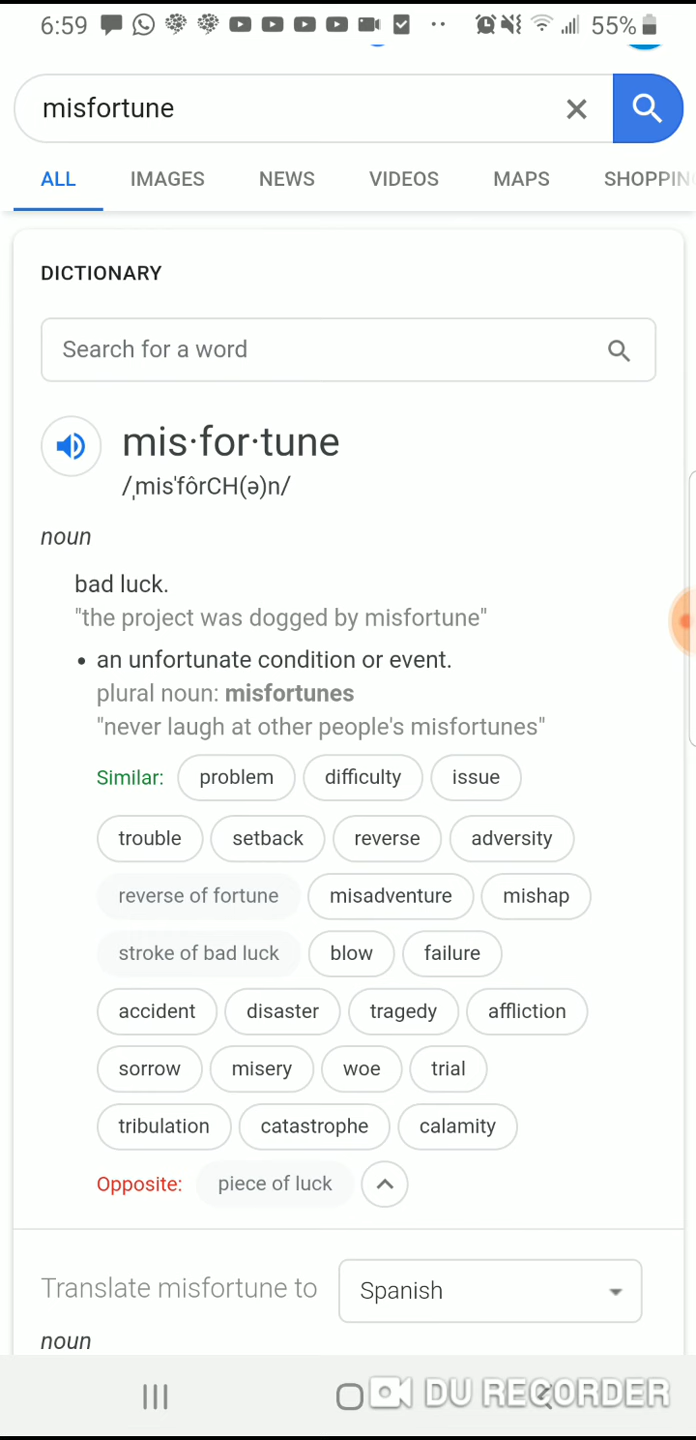 6:59 55%
misfortune
ALL IMAGES NEWS VIDEOS MAPS SHOPPING
DICTIONARY
Search for a word
mis·for·tune
/ˌmisˈfôrCH(ə)n/
noun
bad luck.
"the project was dogged by misfortune"
• an unfortunate condition or event.
plural noun: misfortunes
"never laugh at other people's misfortunes"
Similar: problem difficulty issue
trouble setback reverse adversity
reverse of fortune misadventure mishap
stroke of bad luck blow failure
accident disaster tragedy affliction
sorrow misery woe trial
tribulation catastrophe calamity
Opposite: piece of luck
Translate misfortune to Spanish
noun
DU RECORDER